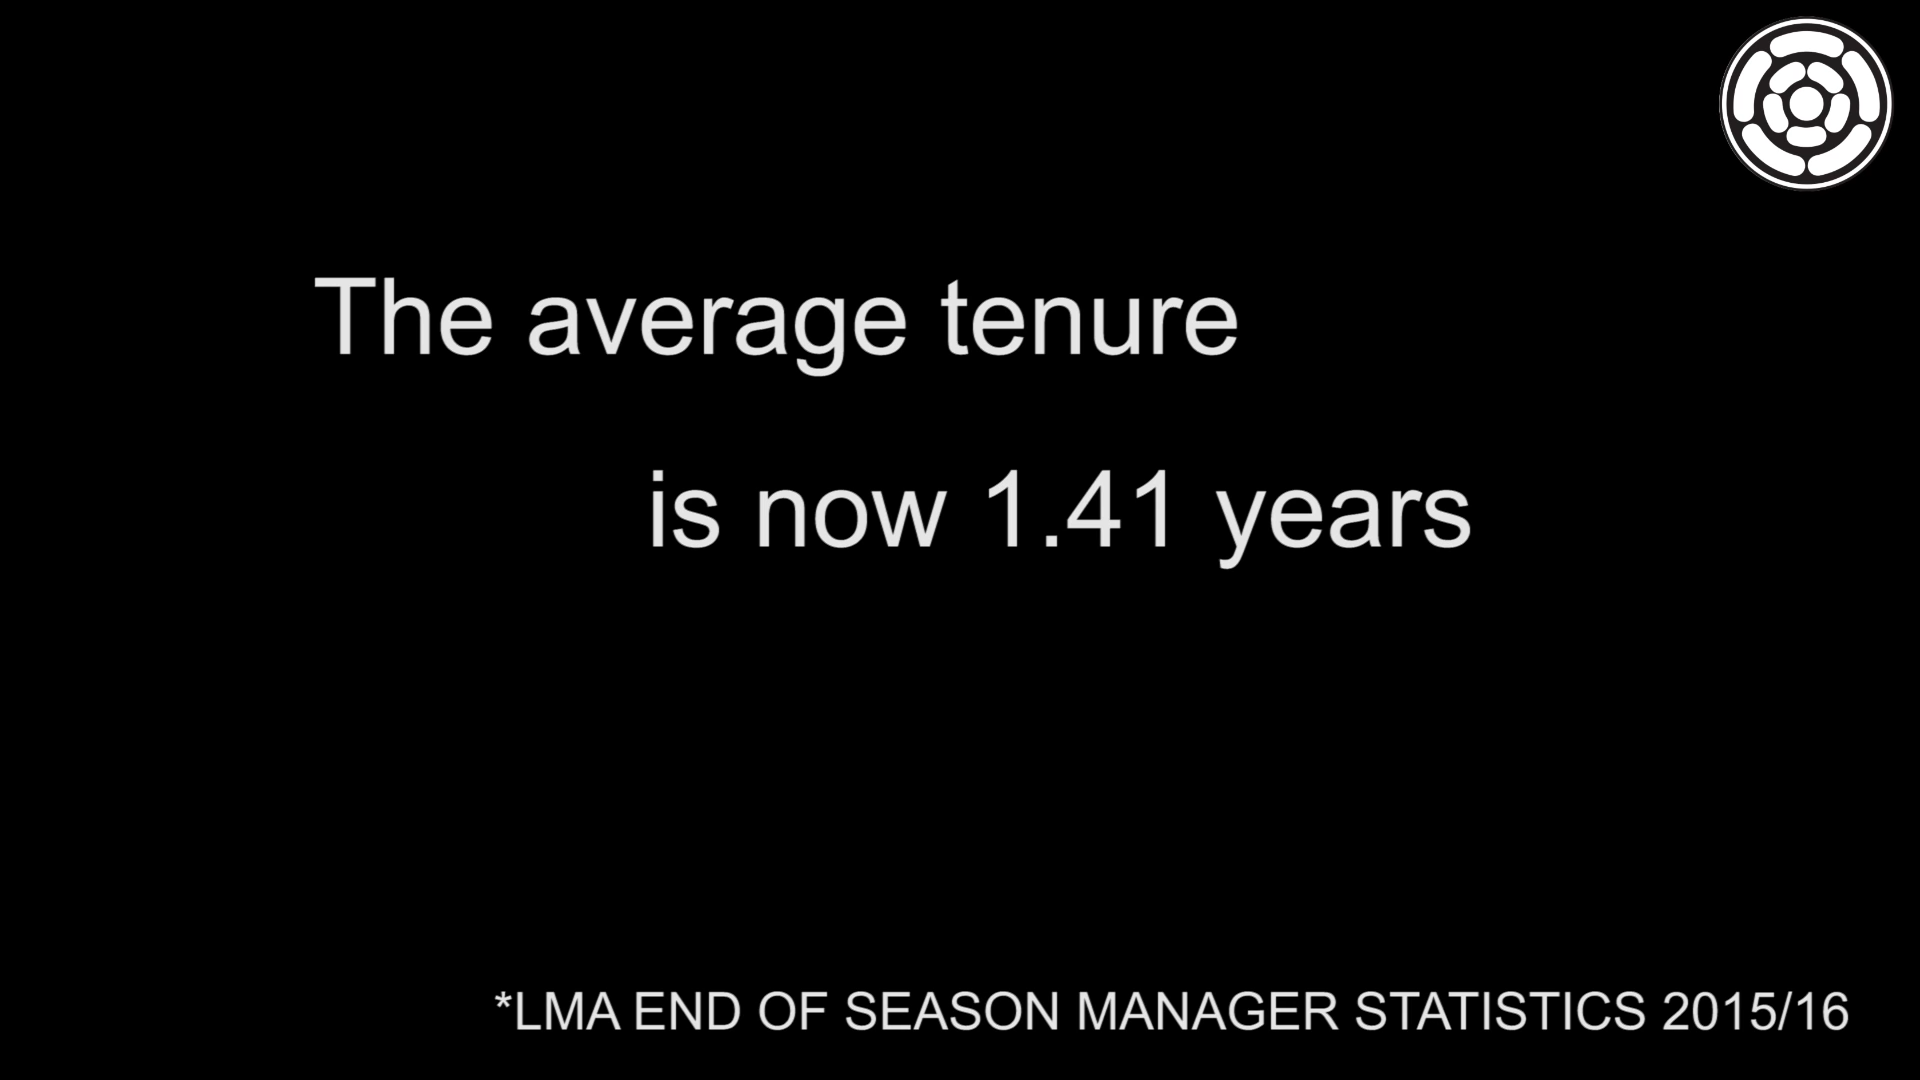 The average tenure
is now 1.41 years
*LMA END OF SEASON MANAGER STATISTICS 2015/16